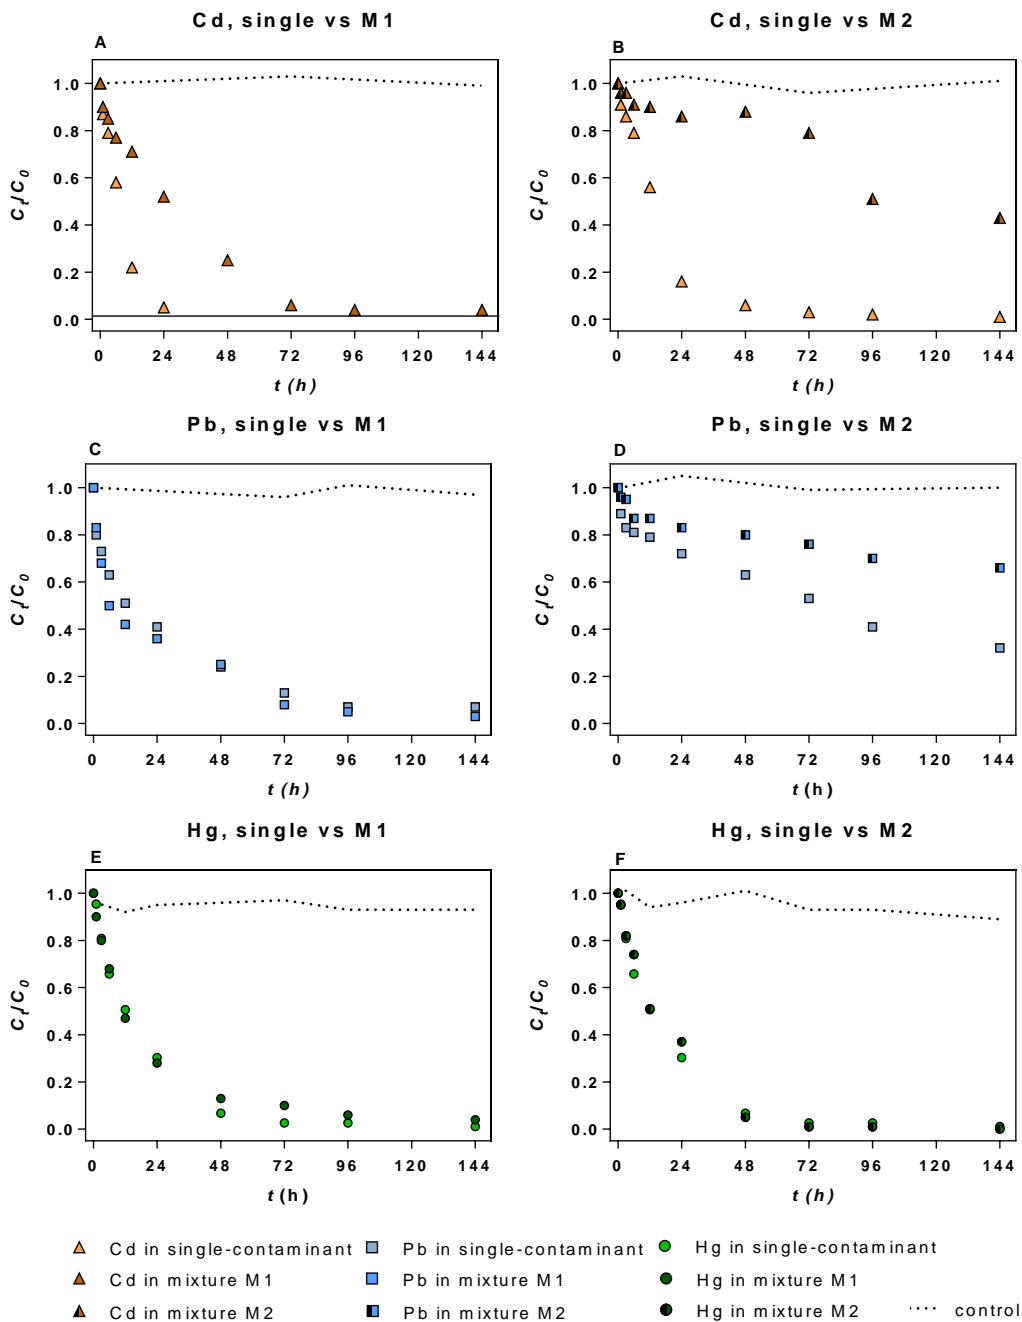 Cd, single vs M1
A
1.0
0.8
0.6
0.4
0.2
0.0
Ct/C0
0 24 48 72 96 120 144
t (h)
Cd, single vs M2
B
1.0
0.8
0.6
0.4
0.2
0.0
Ct/C0
0 24 48 72 96 120 144
t (h)
Pb, single vs M1
C
1.0
0.8
0.6
0.4
0.2
0.0
Ct/C0
0 24 48 72 96 120 144
t (h)
Pb, single vs M2
D
1.0
0.8
0.6
0.4
0.2
0.0
Ct/C0
0 24 48 72 96 120 144
t (h)
Hg, single vs M1
E
1.0
0.8
0.6
0.4
0.2
0.0
Ct/C0
0 24 48 72 96 120 144
t (h)
Hg, single vs M2
F
1.0
0.8
0.6
0.4
0.2
0.0
Ct/C0
0 24 48 72 96 120 144
t (h)
Cd in single-contaminant
Cd in mixture M1
Cd in mixture M2
Pb in single-contaminant
Pb in mixture M1
Pb in mixture M2
Hg in single-contaminant
Hg in mixture M1
Hg in mixture M2
control